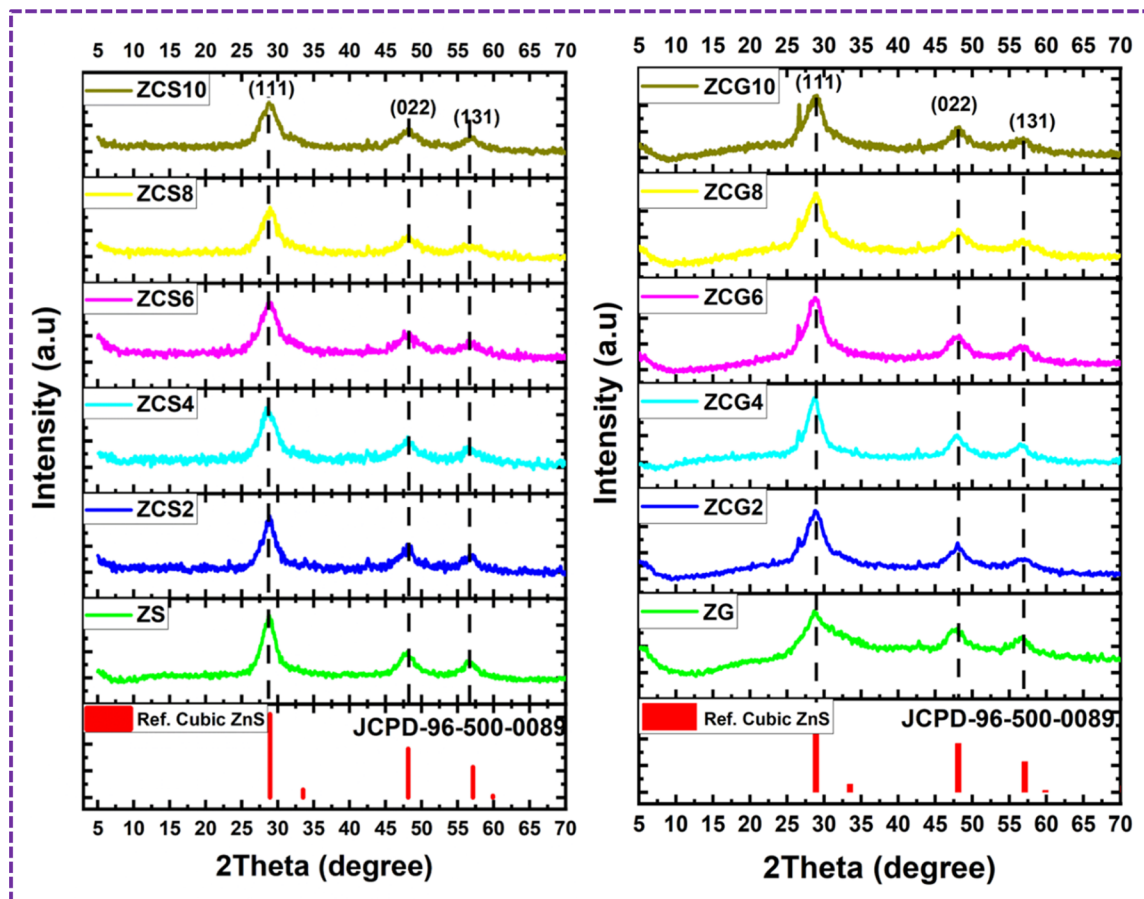 5 10 15 20 25 30 35 40 45 50 55 60 65 70
ZCS10
(111)
(022)
(131)
ZCS8
ZCS6
ZCS4
ZCS2
ZS
Ref. Cubic ZnS
JCPD-96-500-0089
5 10 15 20 25 30 35 40 45 50 55 60 65 70
2Theta (degree)
Intensity (a.u)
5 10 15 20 25 30 35 40 45 50 55 60 65 70
ZCG10
(111)
(022)
(131)
ZCG8
ZCG6
ZCG4
ZCG2
ZG
Ref. Cubic ZnS
JCPD-96-500-0089.
5 10 15 20 25 30 35 40 45 50 55 60 65 70
2Theta (degree)
Intensity (a.u)